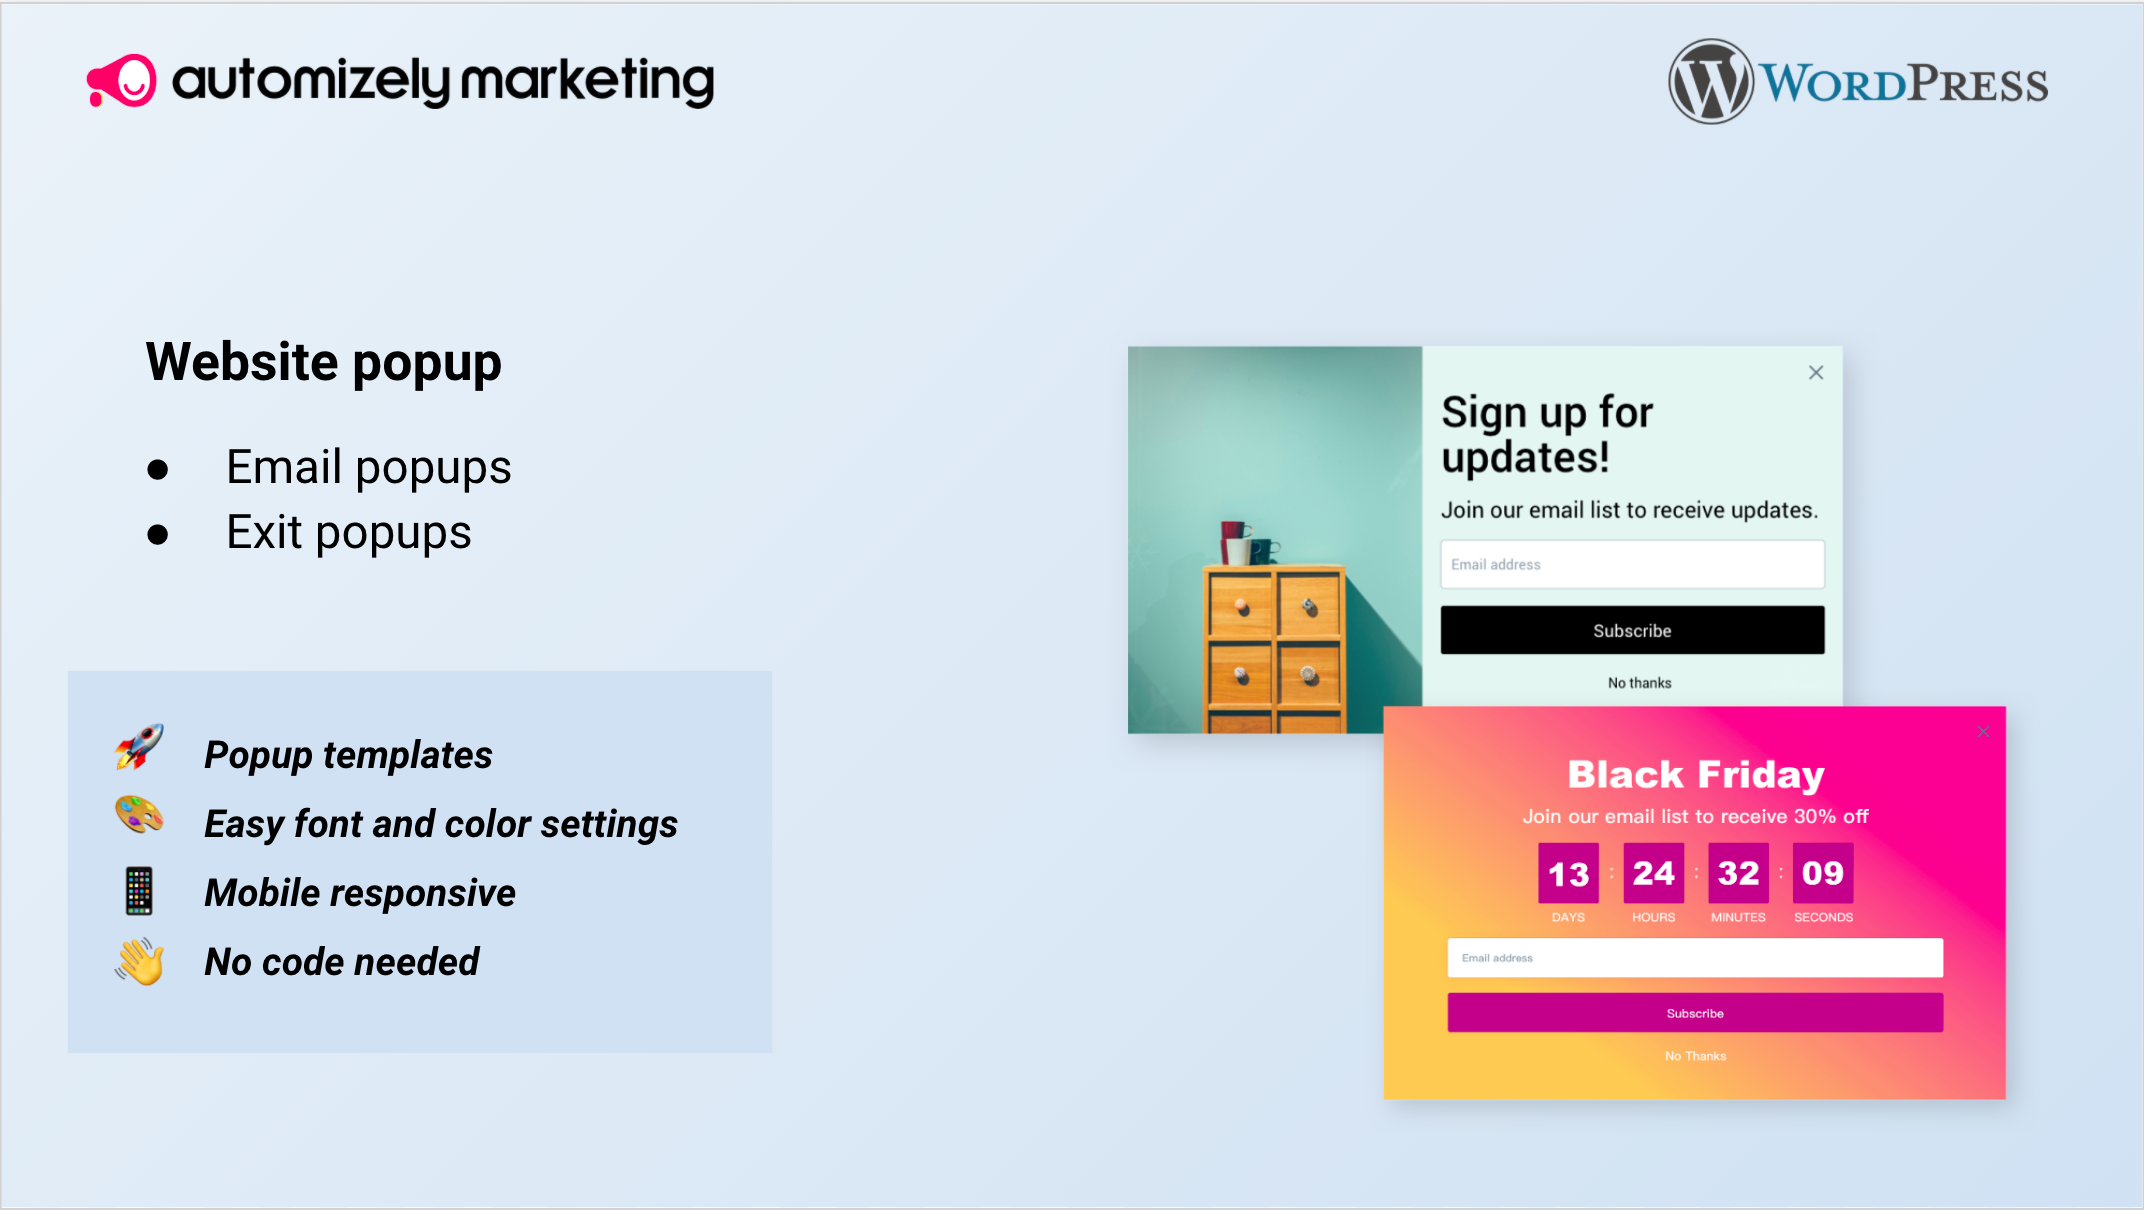 automizely marketing
WORDPRESS
Website popup
● Email popups
● Exit popups
Popup templates
Easy font and color settings
Mobile responsive
No code needed
Sign up for
updates!
Join our email list to receive updates.
Email address
Subscribe
No thanks
Black Friday
Join our email list to receive 30% off
13 : 24 : 32 : 09
DAYS HOURS MINUTES SECONDS
Email address
Subscribe
No Thanks